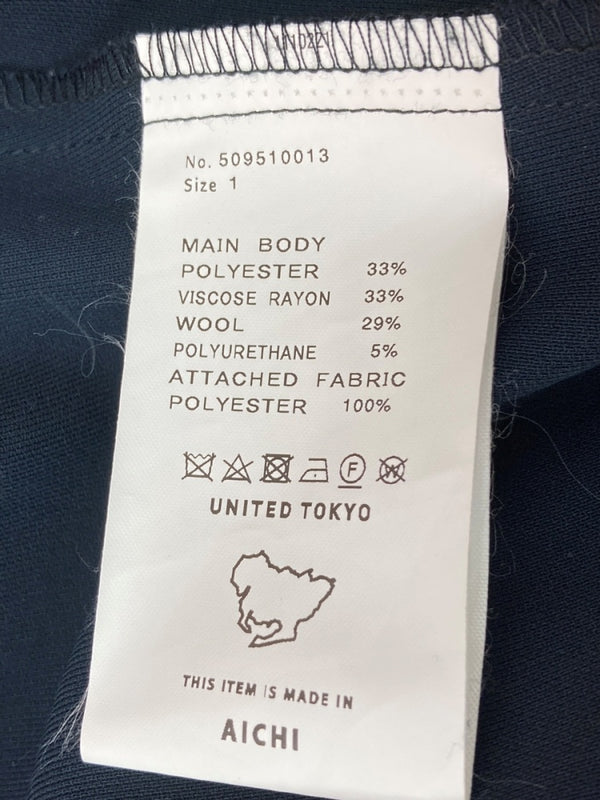 No. 509510013
Size 1
MAIN BODY
POLYESTER 33%
VISCOSE RAYON 33%
WOOL 29%
POLYURETHANE 5%
ATTACHED FABRIC
POLYESTER 100%
F W
UNITED TOKYO
THIS ITEM IS MADE IN
AICHI